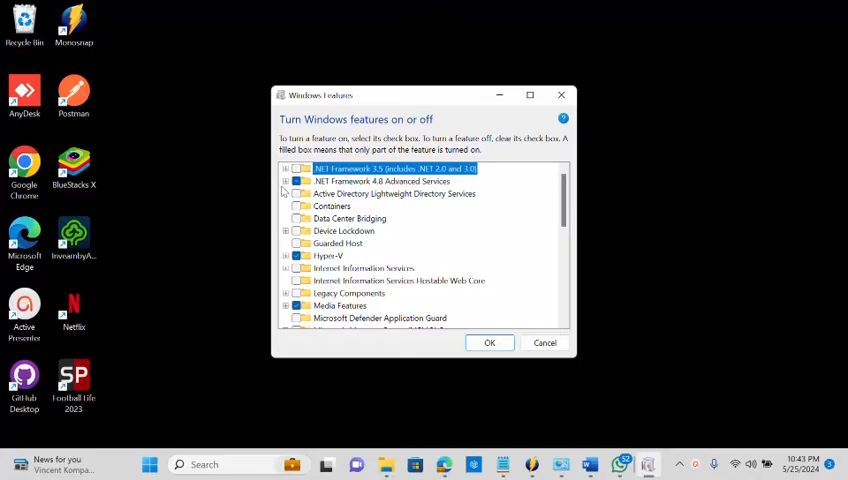 Recycle Bin
Monosnap
AnyDesk
Postman
Google
Chrome
BlueStacks X
Microsoft
Edge
InvearnbyA...
Active
Presenter
Netflix
GitHub
Desktop
SP
Football Life
2023
Windows Features
Turn Windows features on or off
?
To turn a feature on, select its check box. To turn a feature off, clear its check box. A
filled box means that only part of the feature is turned on.
.NET Framework 3.5 (includes .NET 2.0 and 3.0)
.NET Framework 4.8 Advanced Services
Active Directory Lightweight Directory Services
Containers
Data Center Bridging
Device Lockdown
Guarded Host
Hyper-V
Internet Information Services
Internet Information Services Hostable Web Core
Legacy Components
Media Features
Microsoft Defender Application Guard
OK
Cancel
News for you
Vincent Kompa...
Search
W
52
10:43 PM
5/25/2024
3